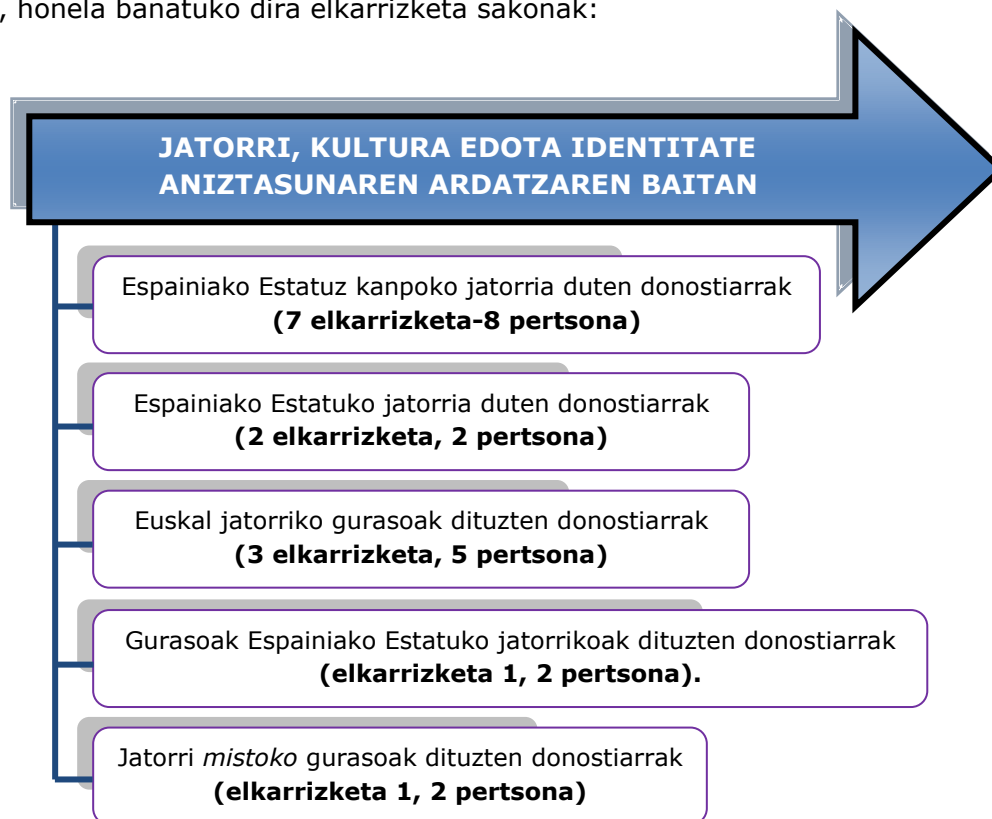 , honela banatuko dira elkarrizketa sakonak:
JATORRI, KULTURA EDOTA IDENTITATE
ANIZTASUNAREN ARDATZAREN BAITAN
Espainiako Estatuz kanpoko jatorria duten donostiarrak
(7 elkarrizketa-8 pertsona)
Espainiako Estatuko jatorria duten donostiarrak
(2 elkarrizketa, 2 pertsona)
Euskal jatorriko gurasoak dituzten donostiarrak
(3 elkarrizketa, 5 pertsona)
Gurasoak Espainiako Estatuko jatorrikoak dituzten donostiarrak
(elkarrizketa 1, 2 pertsona).
Jatorri mistoko gurasoak dituzten donostiarrak
(elkarrizketa 1, 2 pertsona)